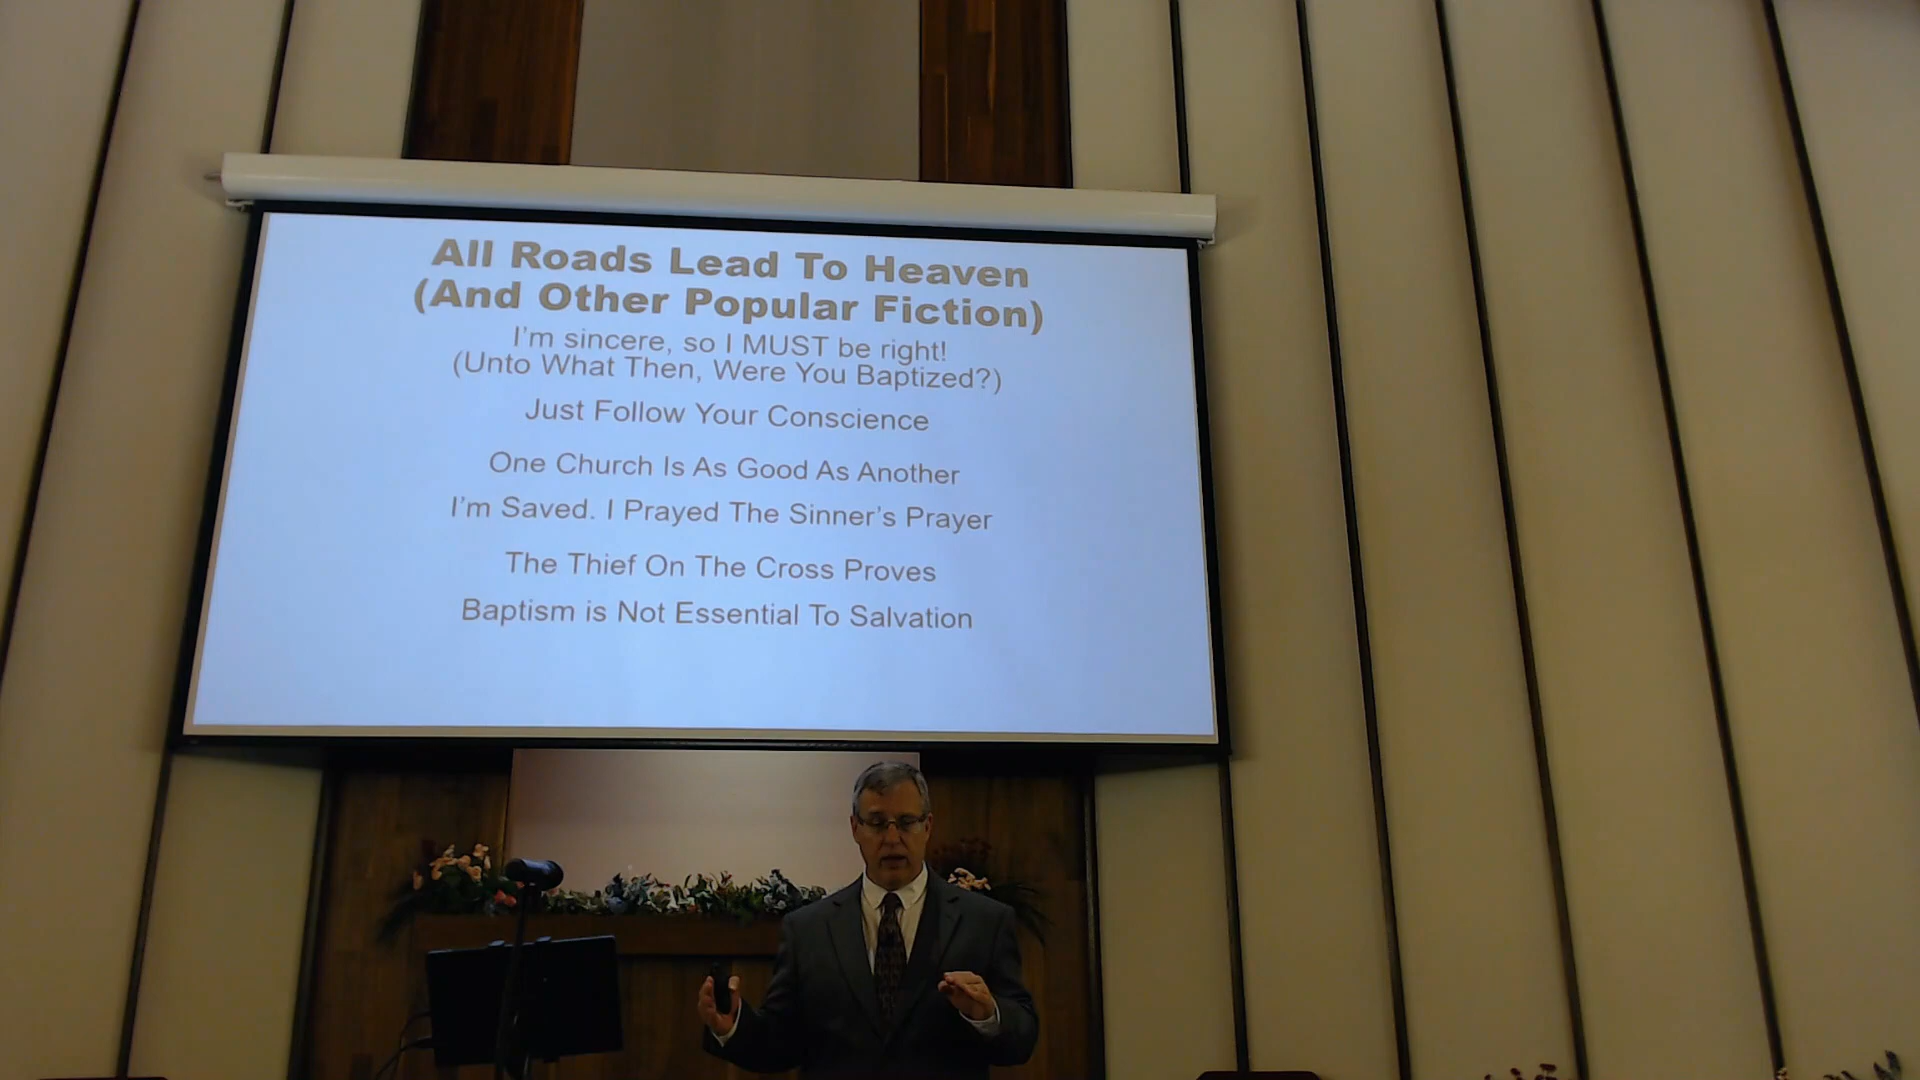 All Roads Lead To Heaven
(And Other Popular Fiction)
I'm sincere, so I MUST be right!
(Unto What Then, Were You Baptized?)
Just Follow Your Conscience
One Church Is As Good As Another
I'm Saved. I Prayed The Sinner's Prayer
The Thief On The Cross Proves
Baptism is Not Essential To Salvation